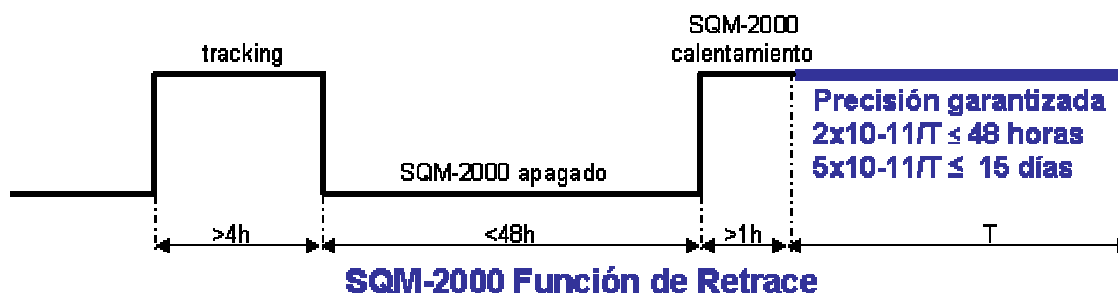 SQM-2000
tracking
calentamiento
Precisión garantizada
2x10-11/T ≤ 48 horas
5x10-11/T ≤ 15 días
SQM-2000 apagado
>4h
<48h
>1h
T
SQM-2000 Función de Retrace